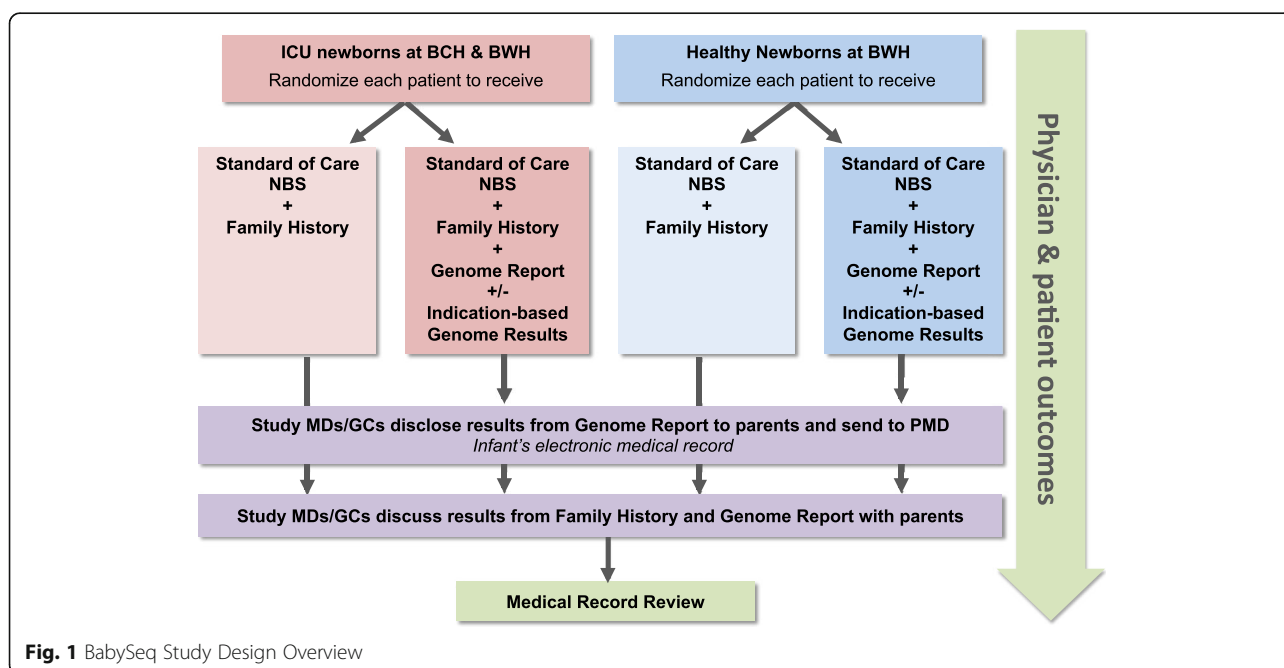 ICU newborns at BCH & BWH
Randomize each patient to receive
Healthy Newborns at BWH
Randomize each patient to receive
Standard of Care
NBS
+
Family History
Standard of Care
NBS
+
Family History
+
Genome Report
+/-
Indication-based
Genome Results
Standard of Care
NBS
+
Family History
Standard of Care
NBS
+
Family History
+
Genome Report
+/-
Indication-based
Genome Results
Study MDs/GCs disclose results from Genome Report to parents and send to PMD
Infant's electronic medical record
Study MDs/GCs discuss results from Family History and Genome Report with parents
Medical Record Review
Physician & patient outcomes
Fig. 1 BabySeq Study Design Overview